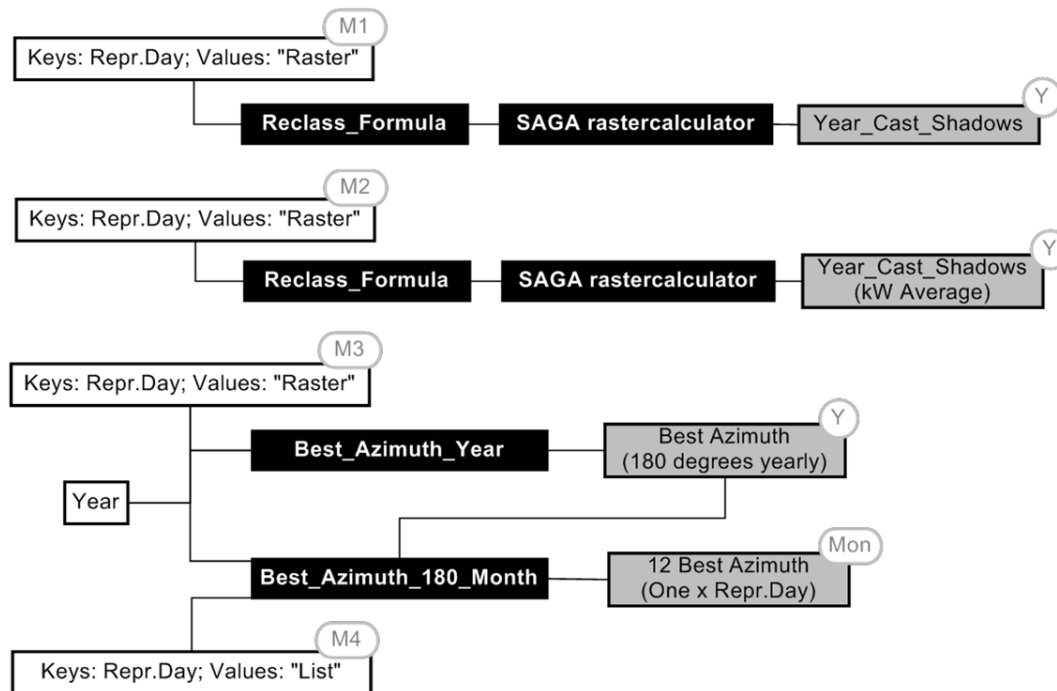 M1
Keys: Repr.Day; Values: "Raster"
Reclass_Formula
SAGA rastercalculator
Year_Cast_Shadows
Y
M2
Keys: Repr.Day; Values: "Raster"
Reclass_Formula
SAGA rastercalculator
Year_Cast_Shadows
(kW Average)
Y
M3
Keys: Repr.Day; Values: "Raster"
Best_Azimuth_Year
Best Azimuth
(180 degrees yearly)
Y
Year
Best_Azimuth_180_Month
12 Best Azimuth
(One x Repr.Day)
Mon
M4
Keys: Repr.Day; Values: "List"